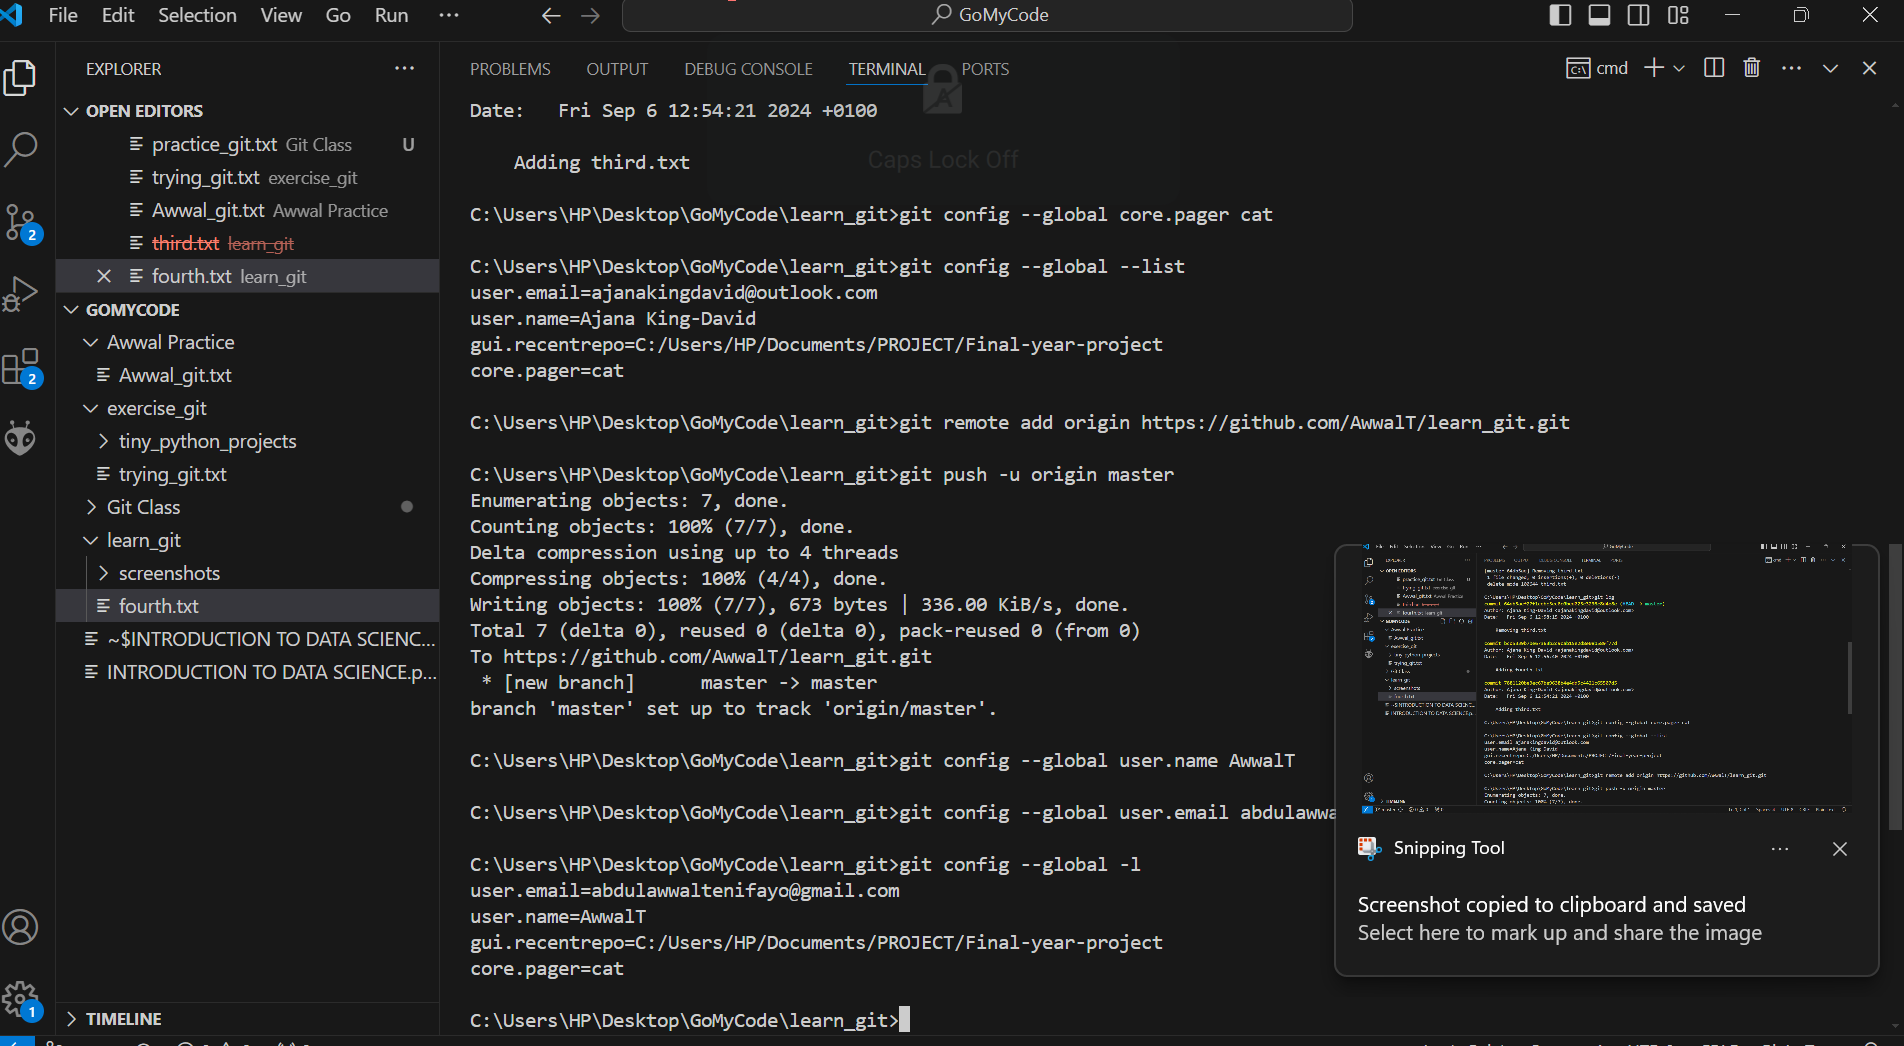 File Edit Selection View Go Run ···
GoMyCode
EXPLORER
OPEN EDITORS
practice_git.txt Git Class U
trying_git.txt exercise_git
Awwal_git.txt Awwal Practice
third.txt learn_git
fourth.txt learn_git
GOMYCODE
Awwal Practice
Awwal_git.txt
exercise_git
tiny_python_projects
trying_git.txt
Git Class
learn_git
screenshots
fourth.txt
~$INTRODUCTION TO DATA SCIENC...
INTRODUCTION TO DATA SCIENCE.p...
TIMELINE
2
2
1
PROBLEMS OUTPUT DEBUG CONSOLE TERMINAL PORTS
cmd
Caps Lock Off
Date:   Fri Sep 6 12:54:21 2024 +0100
Adding third.txt
C:\Users\HP\Desktop\GoMyCode\learn_git>git config --global core.pager cat
C:\Users\HP\Desktop\GoMyCode\learn_git>git config --global --list
user.email=ajanakingdavid@outlook.com
user.name=Ajana King-David
gui.recentrepo=C:/Users/HP/Documents/PROJECT/Final-year-project
core.pager=cat
C:\Users\HP\Desktop\GoMyCode\learn_git>git remote add origin https://github.com/AwwalT/learn_git.git
C:\Users\HP\Desktop\GoMyCode\learn_git>git push -u origin master
Enumerating objects: 7, done.
Counting objects: 100% (7/7), done.
Delta compression using up to 4 threads
Compressing objects: 100% (4/4), done.
Writing objects: 100% (7/7), 673 bytes | 336.00 KiB/s, done.
Total 7 (delta 0), reused 0 (delta 0), pack-reused 0 (from 0)
To https://github.com/AwwalT/learn_git.git
 * [new branch]      master -> master
branch 'master' set up to track 'origin/master'.
C:\Users\HP\Desktop\GoMyCode\learn_git>git config --global user.name AwwalT
C:\Users\HP\Desktop\GoMyCode\learn_git>git config --global user.email abdulawwa
C:\Users\HP\Desktop\GoMyCode\learn_git>git config --global -l
user.email=abdulawwaltenifayo@gmail.com
user.name=AwwalT
gui.recentrepo=C:/Users/HP/Documents/PROJECT/Final-year-project
core.pager=cat
C:\Users\HP\Desktop\GoMyCode\learn_git>
Snipping Tool
Screenshot copied to clipboard and saved
Select here to mark up and share the image